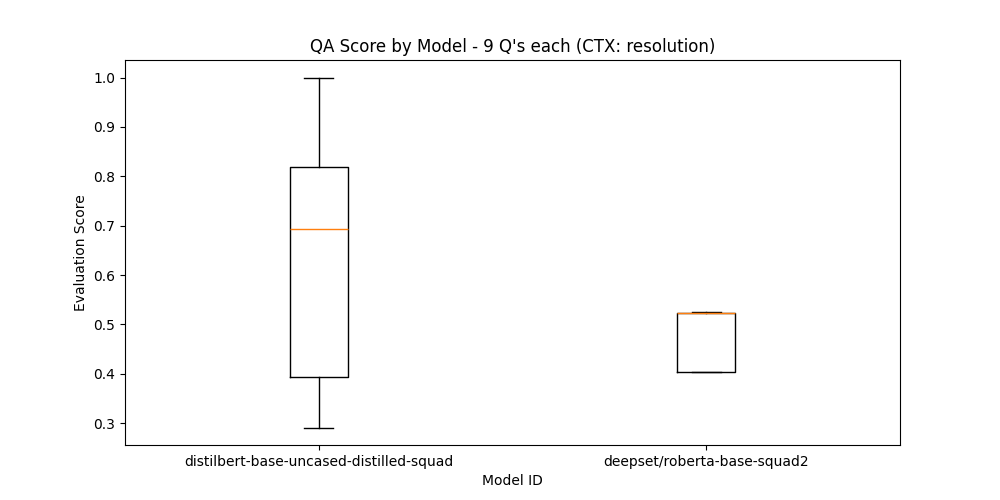 QA Score by Model - 9 Q's each (CTX: resolution)
1.0
0.9
0.8
0.7
0.6
0.5
0.4
0.3
Evaluation Score
distilbert-base-uncased-distilled-squad
deepset/roberta-base-squad2
Model ID